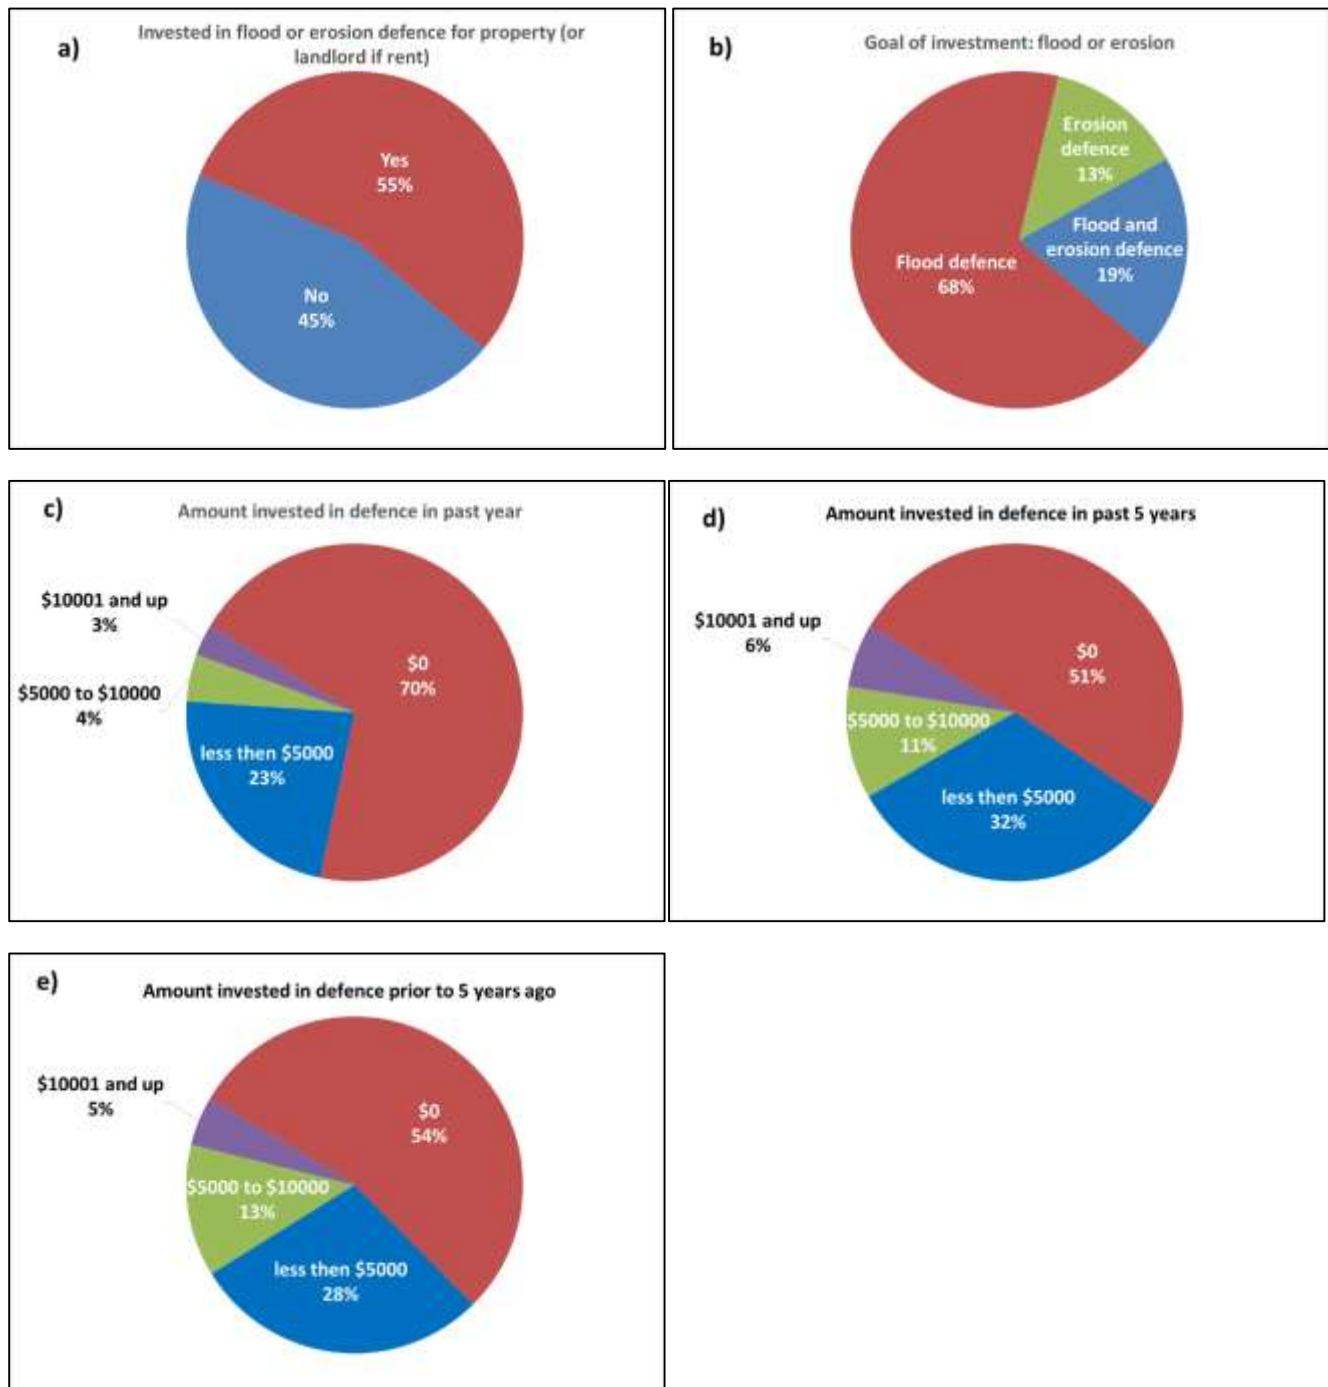 a)
Invested in flood or erosion defence for property (or
landlord if rent)
Yes
55%
No
45%
b)
Goal of investment: flood or erosion
Erosion
defence
13%
Flood and
erosion defence
19%
Flood defence
68%
c)
Amount invested in defence in past year
$10001 and up
3%
$0
70%
$5000 to $10000
4%
less then $5000
23%
d)
Amount invested in defence in past 5 years
$10001 and up
6%
$0
51%
$5000 to $10000
11%
less then $5000
32%
e)
Amount invested in defence prior to 5 years ago
$10001 and up
5%
$0
54%
$5000 to $10000
13%
less then $5000
28%